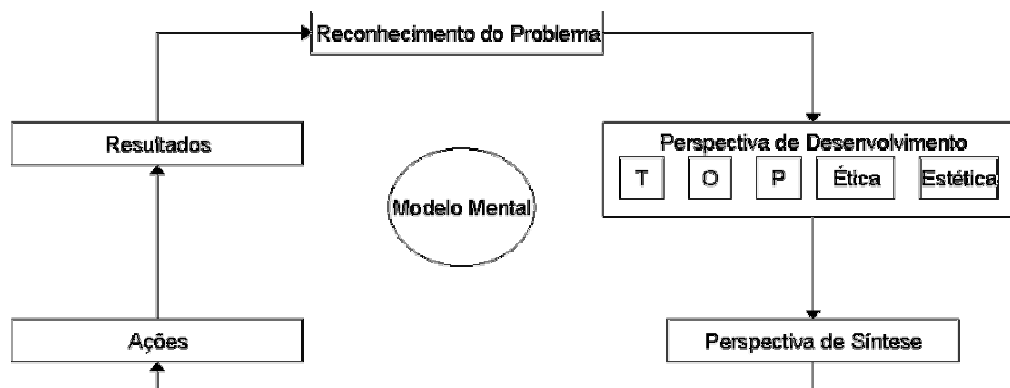 Reconhecimento do Problema
Resultados
Perspectiva de Desenvolvimento
T O P Ética Estética
Modelo Mental
Ações
Perspectiva de Síntese